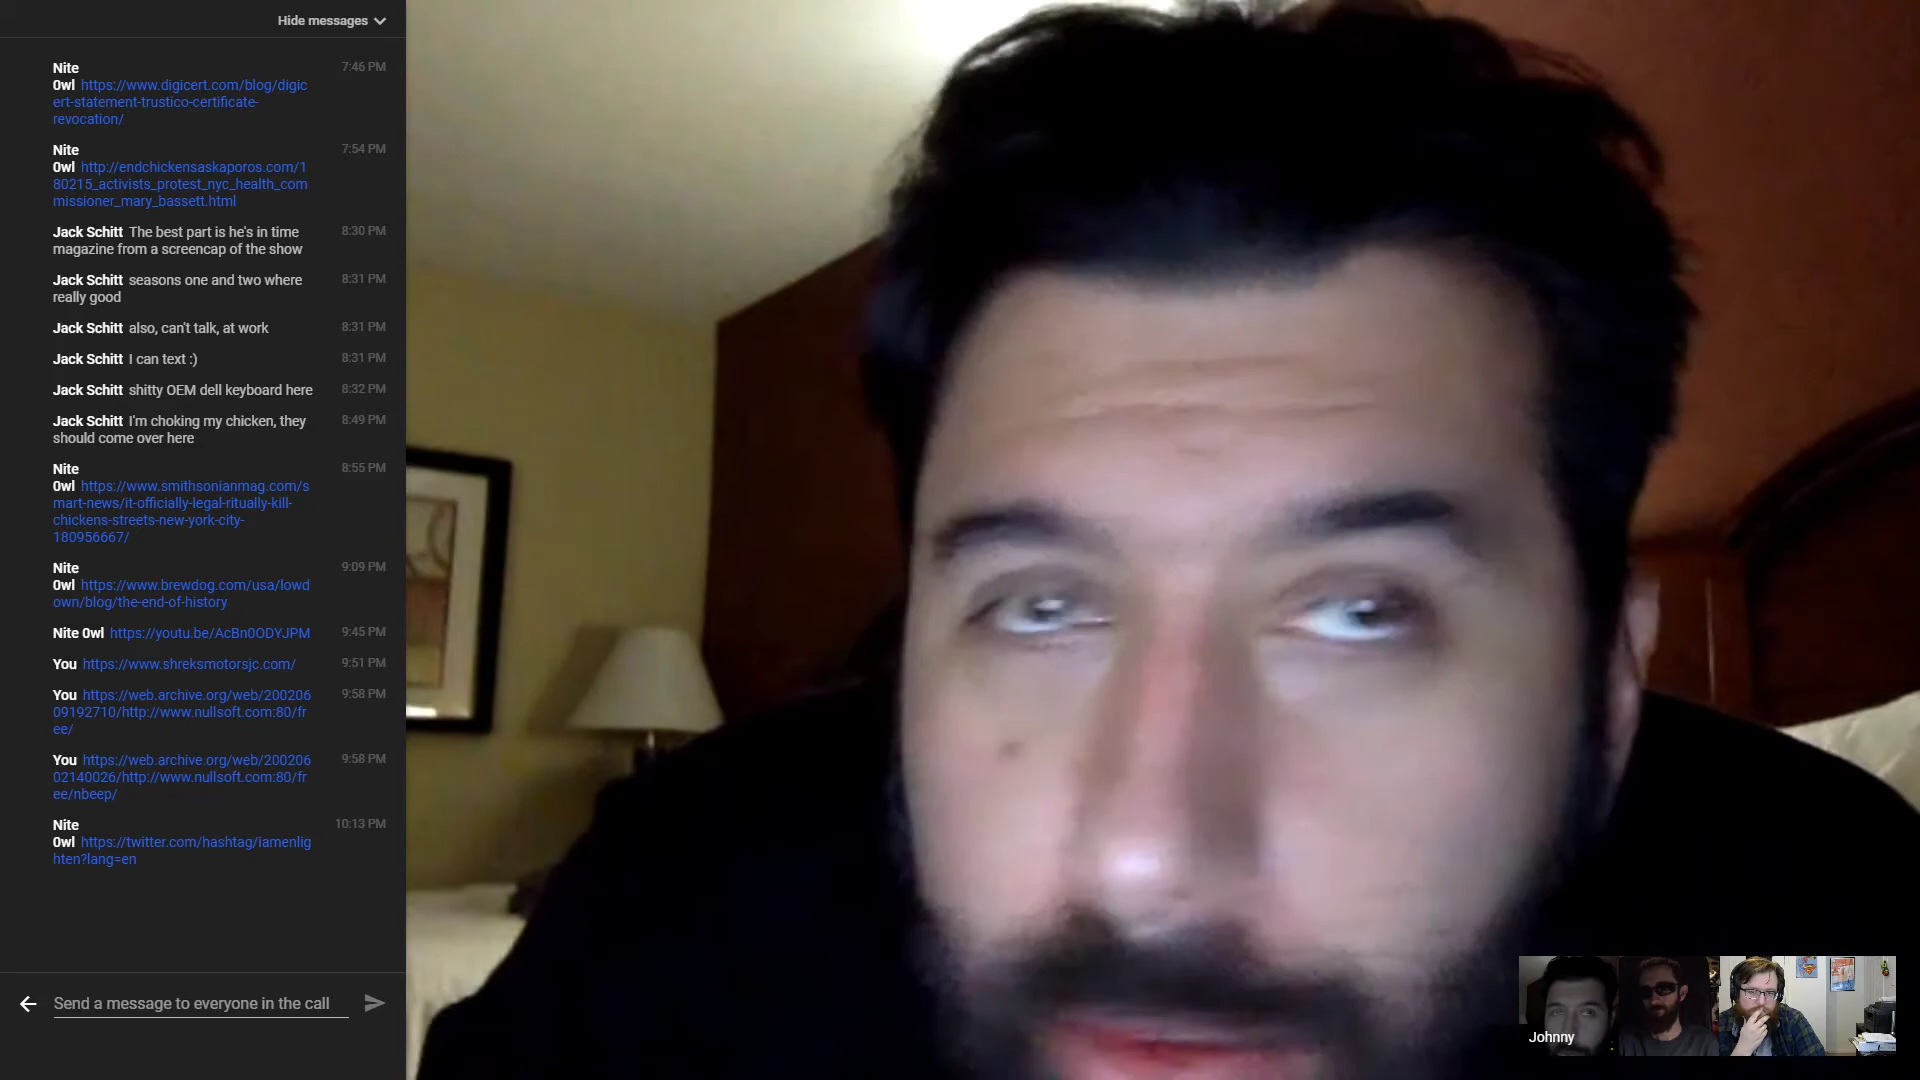 Hide messages
Nite 7:46 PM
0wl https://www.digicert.com/blog/digic
ert-statement-trustico-certificate-
revocation/
Nite 7:54 PM
0wl http://endchickensaskaporos.com/1
80215_activists_protest_nyc_health_com
missioner_mary_bassett.html
Jack Schitt The best part is he's in time 8:30 PM
magazine from a screencap of the show
Jack Schitt seasons one and two where 8:31 PM
really good
Jack Schitt also, can't talk, at work 8:31 PM
Jack Schitt I can text :) 8:31 PM
Jack Schitt shitty OEM dell keyboard here 8:32 PM
Jack Schitt I'm choking my chicken, they 8:49 PM
should come over here
Nite 8:55 PM
0wl https://www.smithsonianmag.com/s
mart-news/it-officially-legal-ritually-kill-
chickens-streets-new-york-city-
180956667/
Nite 9:09 PM
0wl https://www.brewdog.com/usa/lowd
own/blog/the-end-of-history
Nite 0wl https://youtu.be/AcBn0ODYJPM 9:45 PM
You https://www.shreksmotorsjc.com/ 9:51 PM
You https://web.archive.org/web/200206 9:58 PM
09192710/http://www.nullsoft.com:80/fr
ee/
You https://web.archive.org/web/200206 9:58 PM
02140026/http://www.nullsoft.com:80/fr
ee/nbeep/
Nite 10:13 PM
0wl https://twitter.com/hashtag/iamenlig
hten?lang=en
Send a message to everyone in the call
Johnny